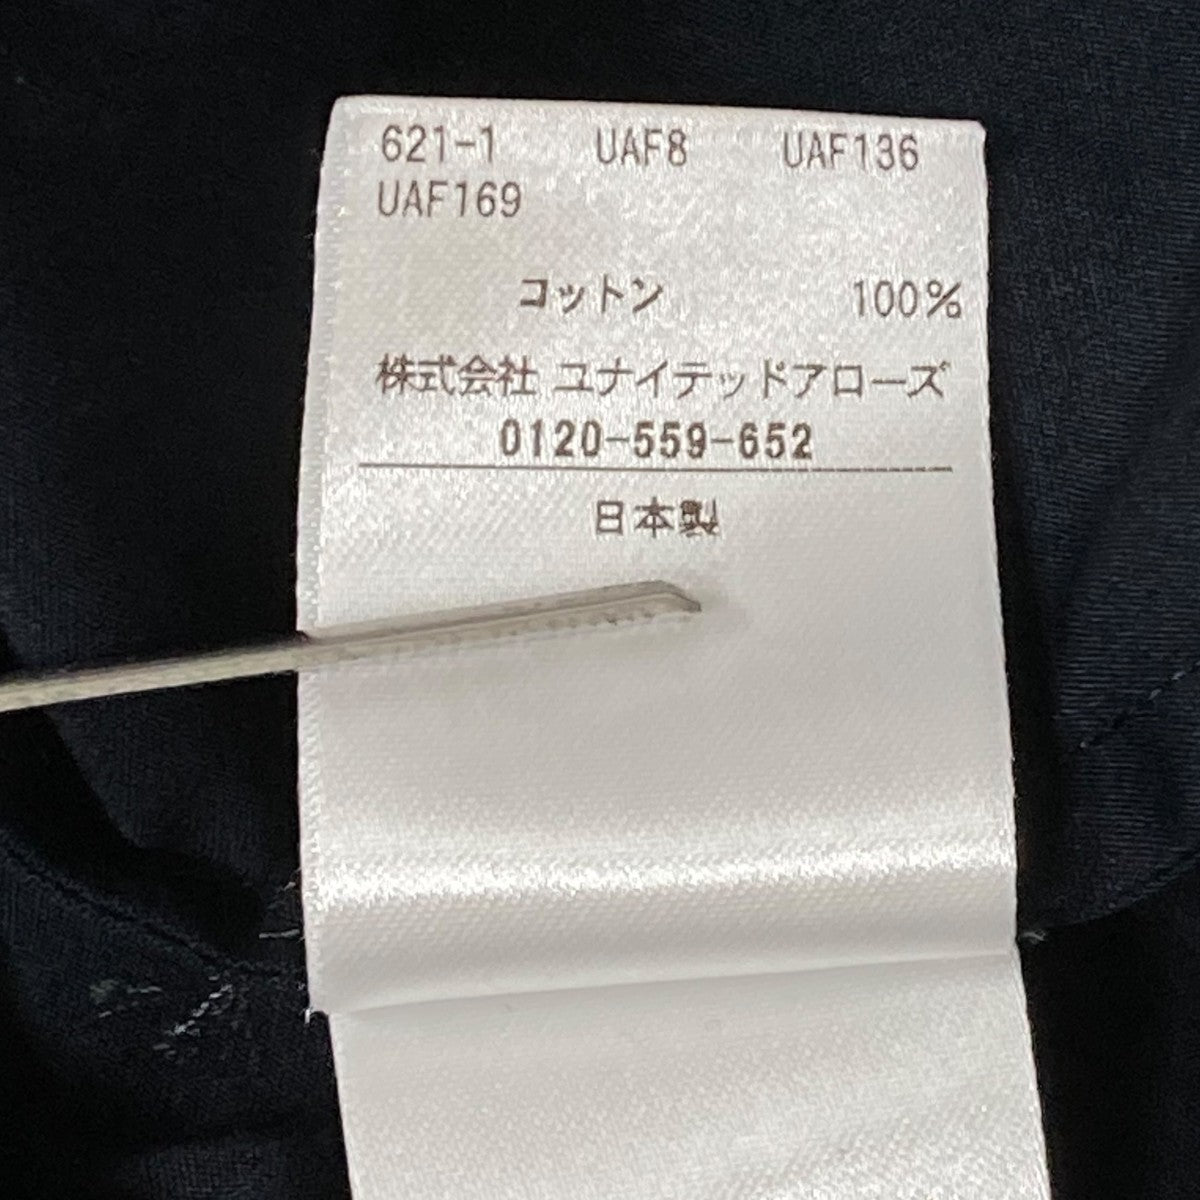 621-1 UAF8 UAF136
UAF169
コットン 100%
株式会社 ユナイテッドアローズ
0120-559-652
日本製